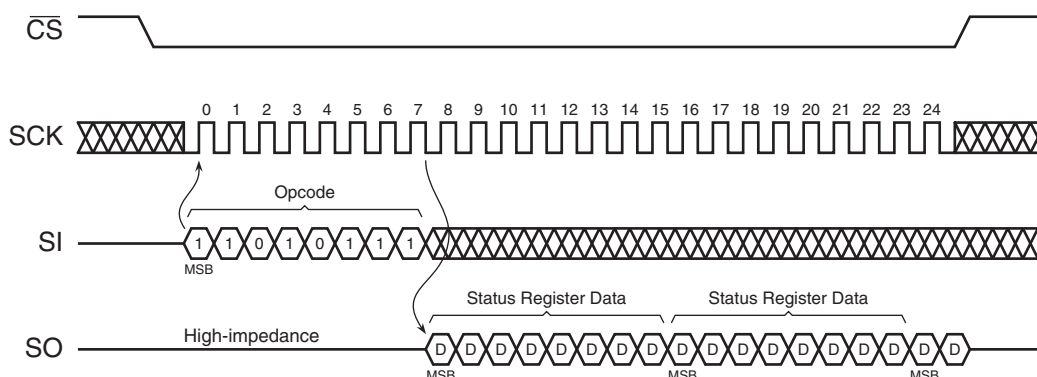 CS
0 1 2 3 4 5 6 7 8 9 10 11 12 13 14 15 16 17 18 19 20 21 22 23 24
SCK
Opcode
SI 1 1 0 1 0 1 1 1
MSB
Status Register Data Status Register Data
High-impedance
SO D D D D D D D D D D D D D D D D D D
MSB MSB MSB